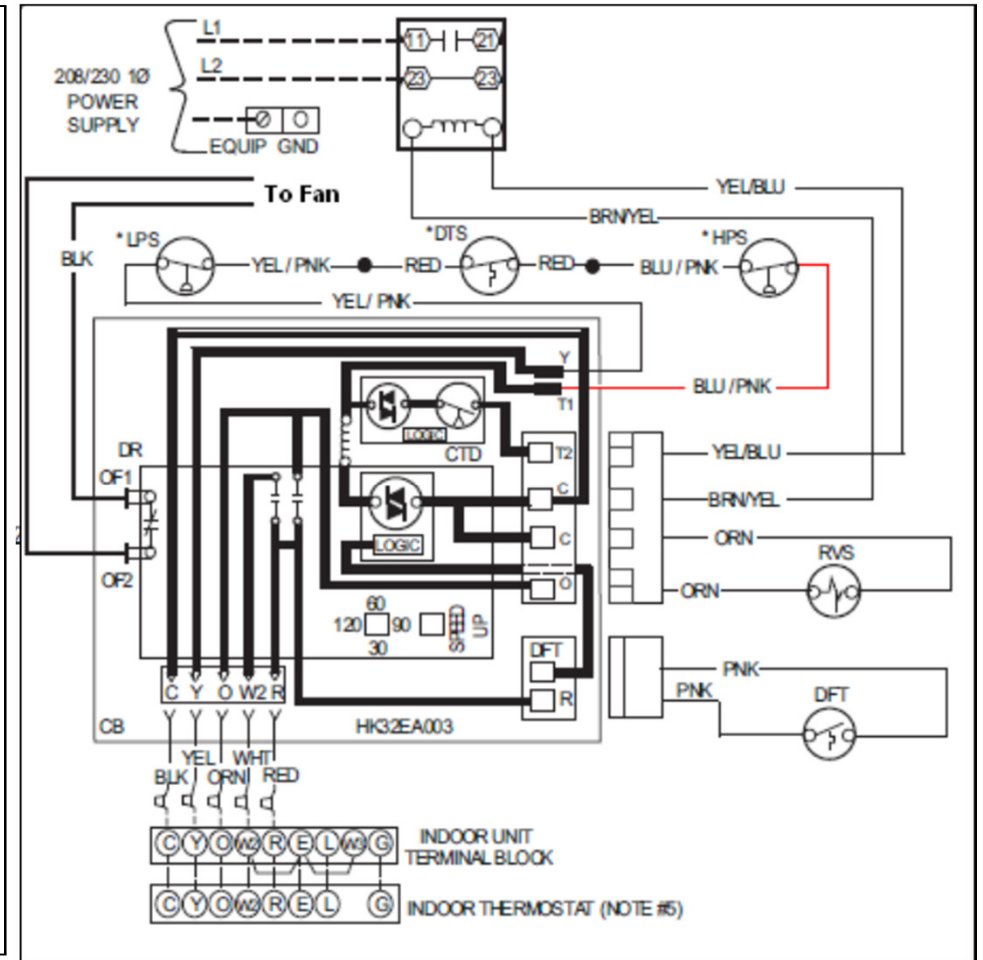 L1
L2
208/230 1Ø
POWER
SUPPLY
EQUIP GND
11
21
23
23
To Fan
YEL/BLU
BRN/YEL
BLK
*LPS
*DTS
*HPS
YEL / PNK
RED
RED
BLU / PNK
YEL/ PNK
Y
BLU / PNK
T1
LOGIC
CTD
T2
YEL/BLU
DR
OF1
C
BRN/YEL
LOGIC
C
ORN
RVS
OF2
O
ORN
60
120
90
30
SPEED
UP
DFT
PNK
C Y O W2 R
R
PNK
DFT
CB
HK32EA003
YEL WHT
BLK ORN RED
C Y O W2 R E L W3 G
INDOOR UNIT
TERMINAL BLOCK
C Y O W2 R E L G
INDOOR THERMOSTAT (NOTE #5)